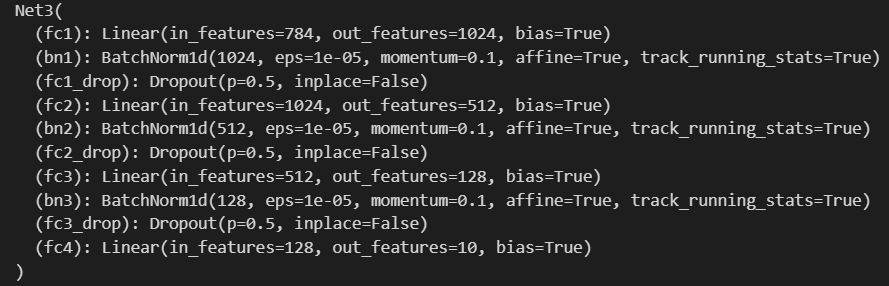 Net3(
(fc1): Linear(in_features=784, out_features=1024, bias=True)
(bn1): BatchNorm1d(1024, eps=1e-05, momentum=0.1, affine=True, track_running_stats=True)
(fc1_drop): Dropout(p=0.5, inplace=False)
(fc2): Linear(in_features=1024, out_features=512, bias=True)
(bn2): BatchNorm1d(512, eps=1e-05, momentum=0.1, affine=True, track_running_stats=True)
(fc2_drop): Dropout(p=0.5, inplace=False)
(fc3): Linear(in_features=512, out_features=128, bias=True)
(bn3): BatchNorm1d(128, eps=1e-05, momentum=0.1, affine=True, track_running_stats=True)
(fc3_drop): Dropout(p=0.5, inplace=False)
(fc4): Linear(in_features=128, out_features=10, bias=True)
)